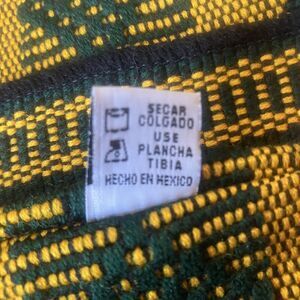 SECAR
COLGADO
USE
PLANCHA
TIBIA
HECHO EN MEXICO